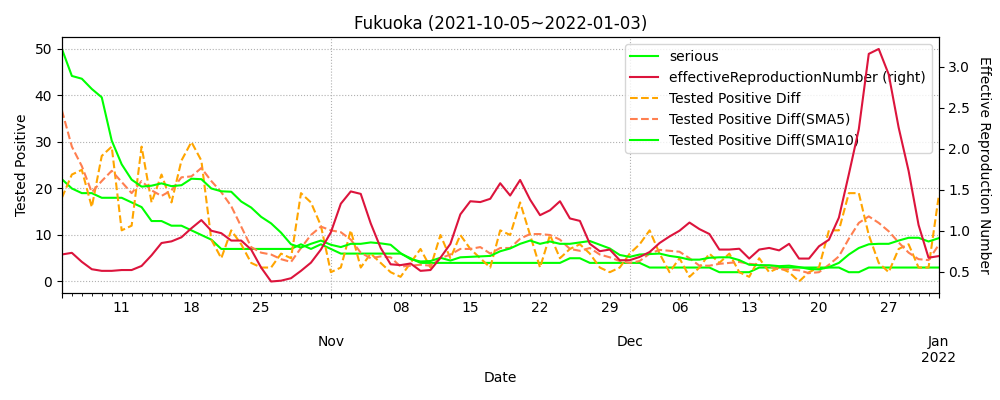 Fukuoka (2021-10-05~2022-01-03)
serious
effectiveReproductionNumber (right)
Tested Positive Diff
Tested Positive Diff(SMA5)
Tested Positive Diff(SMA10)
Tested Positive
50
40
30
20
10
0
3.0
2.5
2.0
1.5
1.0
0.5
Effective Reproduction Number
11 18 25 08 15 22 29 06 13 20 27
Nov Dec Jan
2022
Date